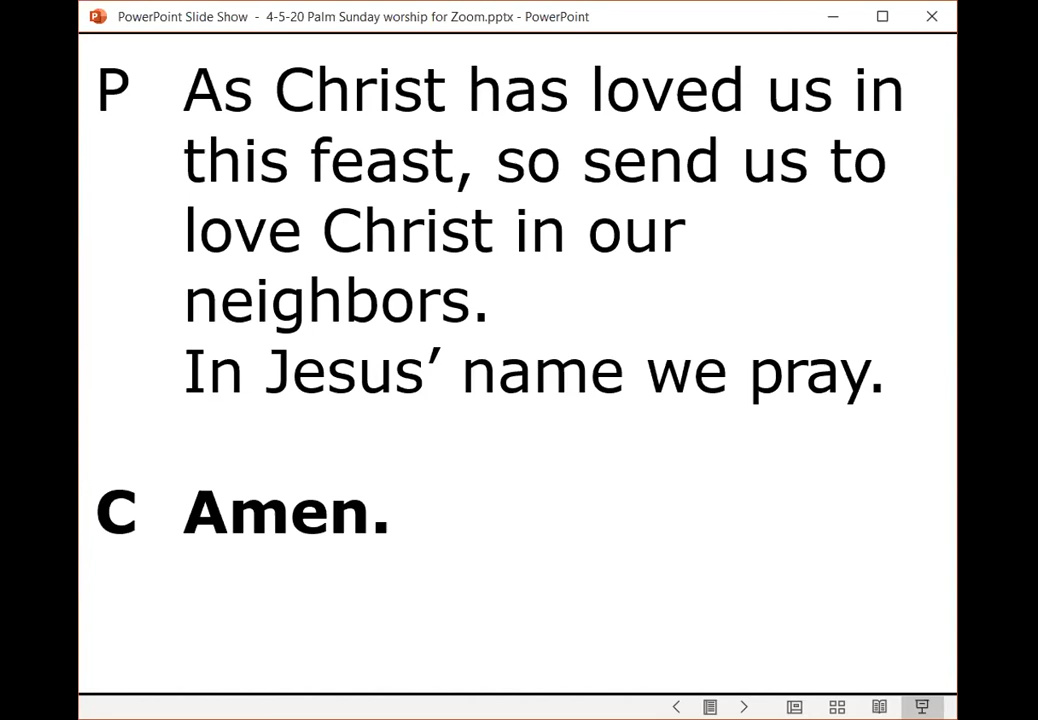 PowerPoint Slide Show - 4-5-20 Palm Sunday worship for Zoom.pptx - PowerPoint
P As Christ has loved us in
this feast, so send us to
love Christ in our
neighbors.
In Jesus’ name we pray.
C Amen.